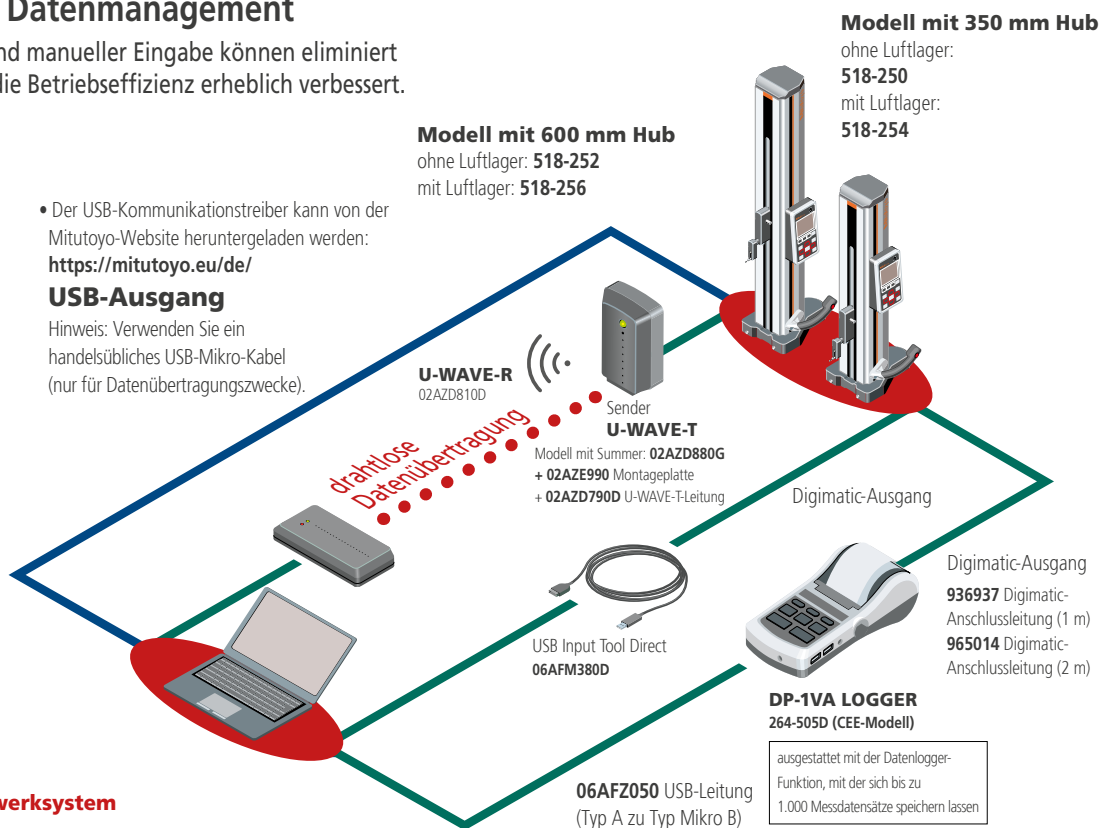 Datenmanagement
nd manueller Eingabe können eliminiert
die Betriebseffizienz erheblich verbessert.
Modell mit 350 mm Hub
ohne Luftlager:
518-250
mit Luftlager:
518-254
Modell mit 600 mm Hub
ohne Luftlager: 518-252
mit Luftlager: 518-256
• Der USB-Kommunikationstreiber kann von der
Mitutoyo-Website heruntergeladen werden:
https://mitutoyo.eu/de/
USB-Ausgang
Hinweis: Verwenden Sie ein
handelsübliches USB-Mikro-Kabel
(nur für Datenübertragungszwecke).
U-WAVE-R
02AZD810D
drahtlose
Datenübertragung
Sender
U-WAVE-T
Modell mit Summer: 02AZD880G
+ 02AZE990 Montageplatte
+ 02AZD790D U-WAVE-T-Leitung
Digimatic-Ausgang
USB Input Tool Direct
06AFM380D
Digimatic-Ausgang
936937 Digimatic-
Anschlussleitung (1 m)
965014 Digimatic-
Anschlussleitung (2 m)
DP-1VA LOGGER
264-505D (CEE-Modell)
ausgestattet mit der Datenlogger-
Funktion, mit der sich bis zu
1.000 Messdatensätze speichern lassen
06AFZ050 USB-Leitung
(Typ A zu Typ Mikro B)
werksystem